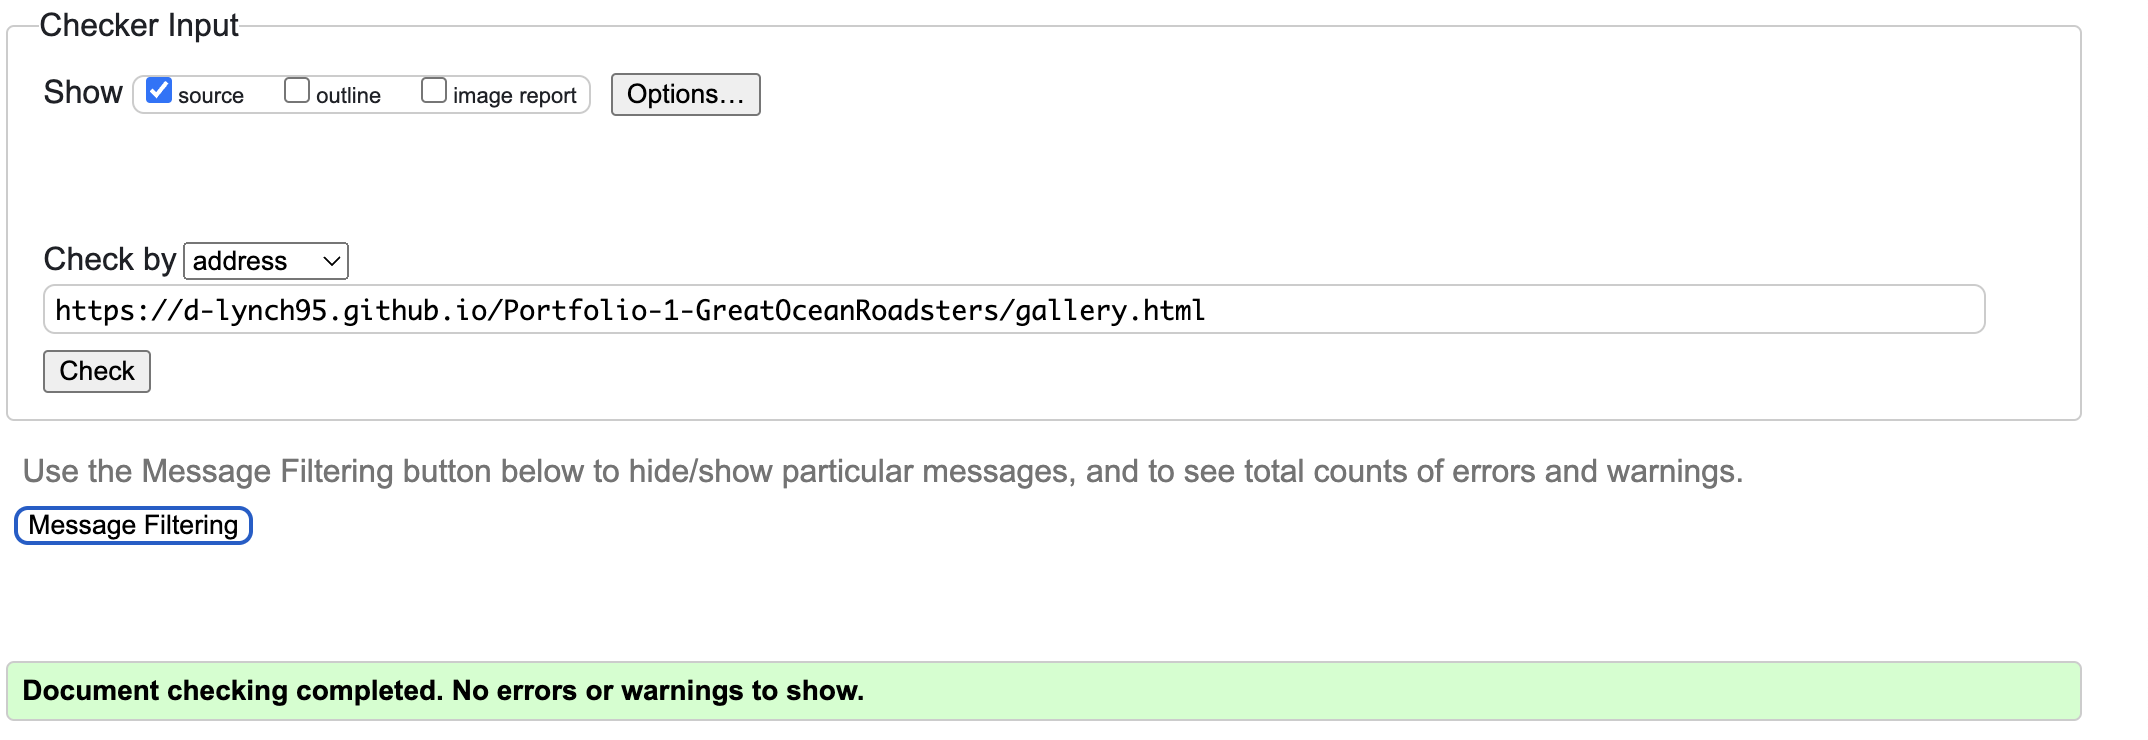 Checker Input
Show source outline image report Options...
Check by address
https://d-lynch95.github.io/Portfolio-1-GreatOceanRoadsters/gallery.html
Check
Use the Message Filtering button below to hide/show particular messages, and to see total counts of errors and warnings.
Message Filtering
Document checking completed. No errors or warnings to show.